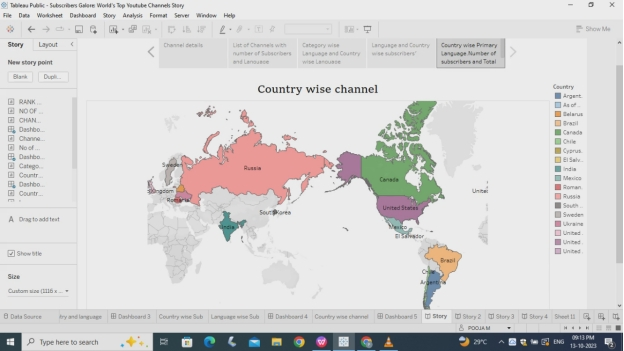 Tableau Public - Subscribers Galore: World's Top Youtube Channels Story
File Data Worksheet Dashboard Story Analysis Map Format Server Window Help
Show Me
Story Layout
New story point
Blank Dupl...
RANK ...
NO OF ...
CHAN...
Dashbo...
Channe...
No of ...
Dashbo...
Catego...
Countr...
Dashbo...
Countr...
Drag to add text
Show title
Size
Custom size (1116 x ...
Channel details
List of Channels with number of Subscribers and Language
Category wise Language and Country wise Language
Language and Country wise subscribers'
Country wise Primary Language Number of subscribers and Total
Country wise channel
Sweden
Russia
Kingdom
Romania
India
South Korea
Canada
United States
Mexico
El Salvador
Brazil
Chile
Argentina
Unite
Country
Argent.
As of ..
Belarus
Brazil
Canada
Chile
Cyprus.
El Salv..
India
Mexico
Roman.
Russia
South ..
Sweden
Ukraine
United .
United .
United .
Data Source try and language Dashboard 3 Country wise Sub Language wise Sub Dashboard 4 Country wise channel Dashboard 5 Story Story 2 Story 3 Story 4 Sheet 11
POOJA M
Type here to search
29°C
ENG
09:13 PM
13-10-2023